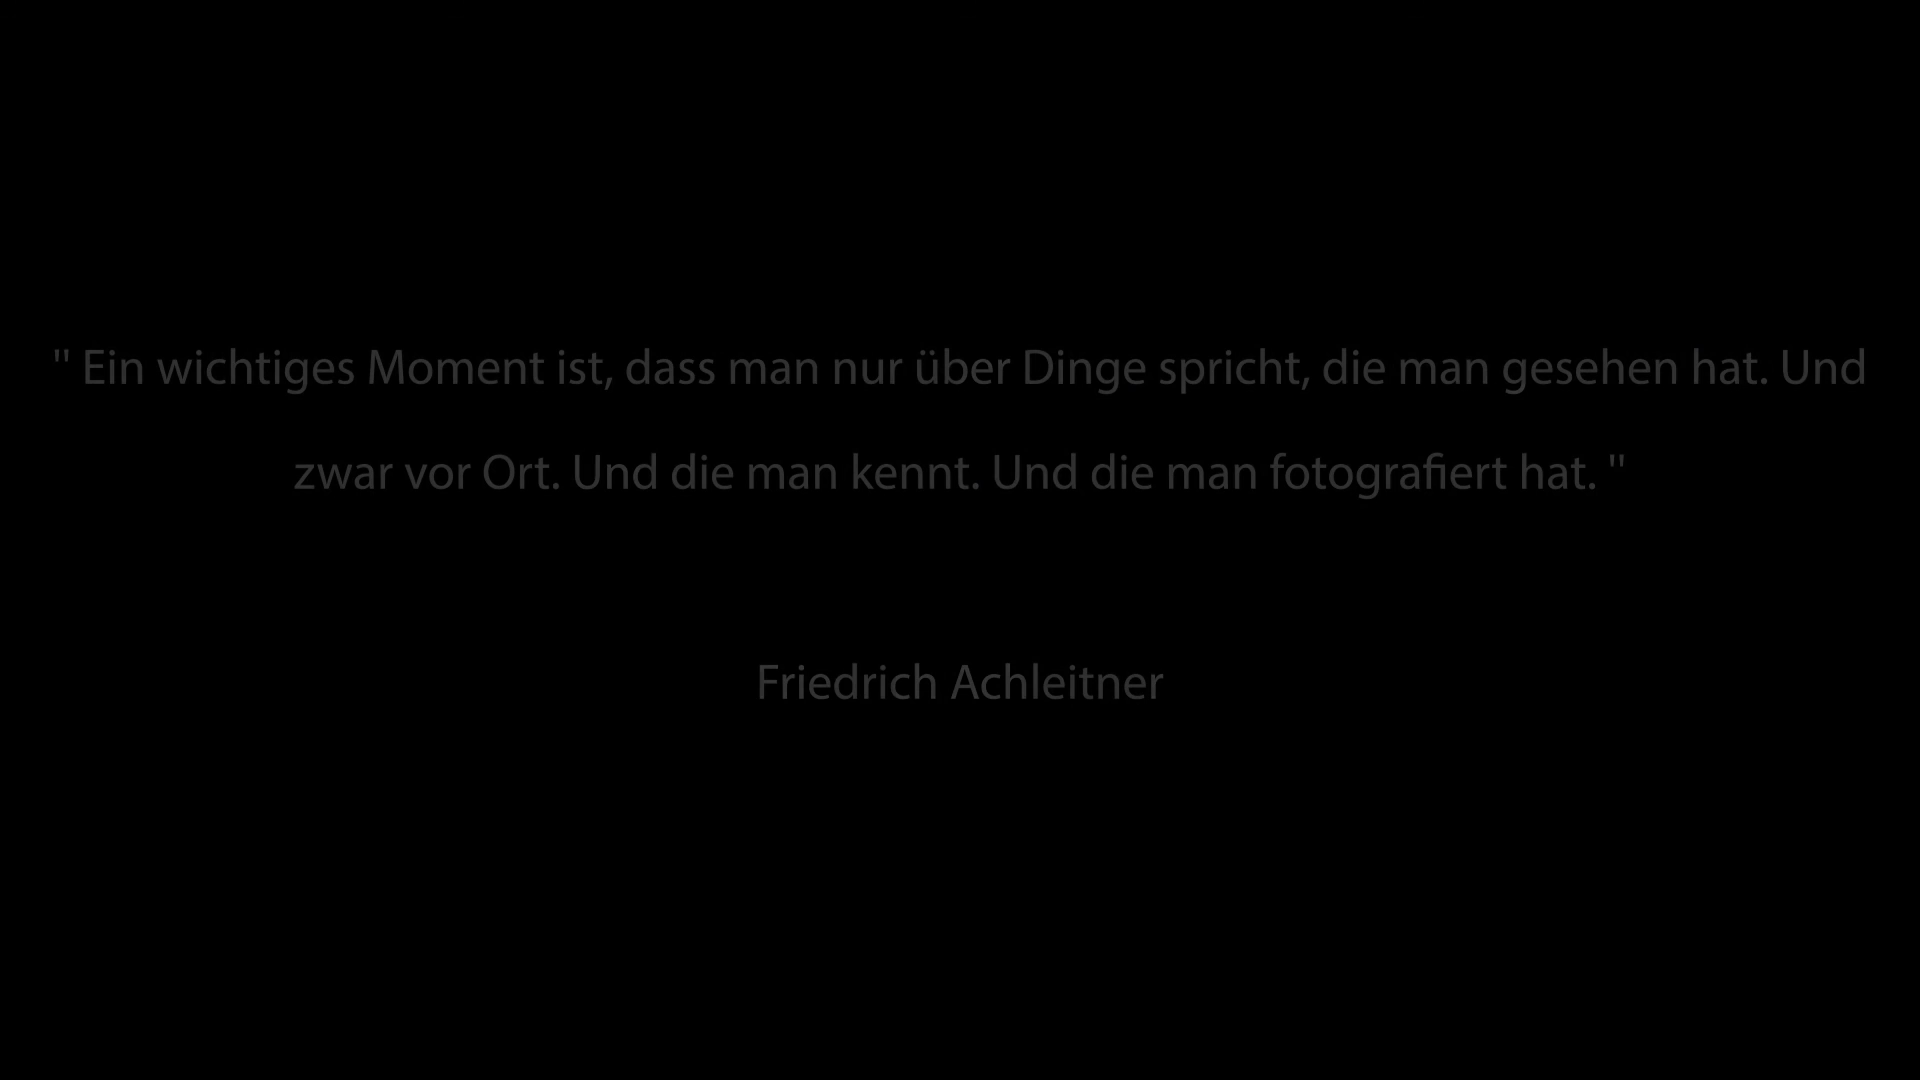 " Ein wichtiges Moment ist, dass man nur über Dinge spricht, die man gesehen hat. Und
zwar vor Ort. Und die man kennt. Und die man fotografiert hat. "
Friedrich Achleitner